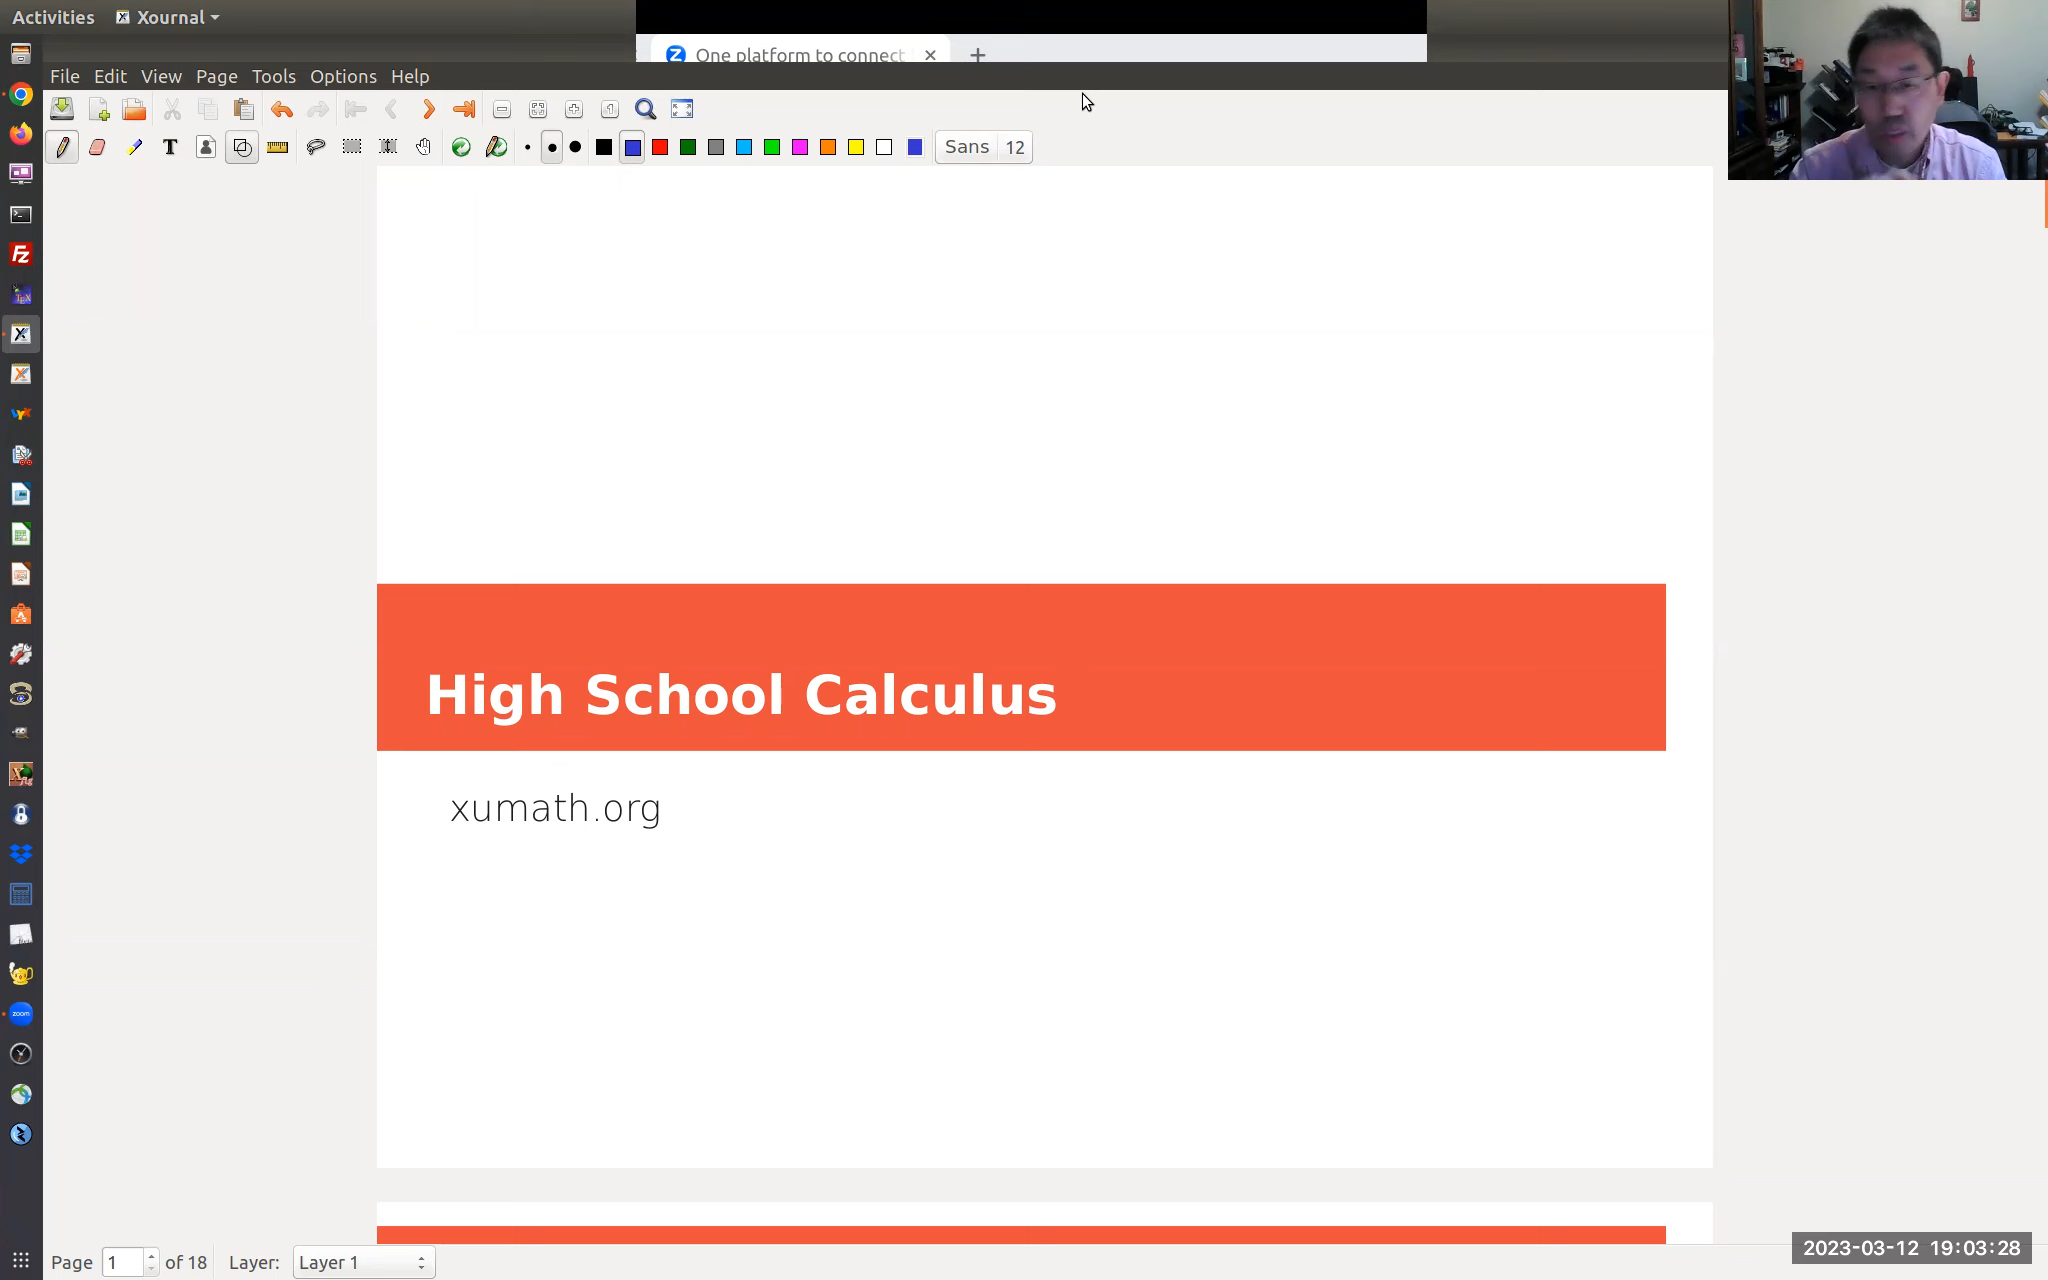 Activities Xournal
One platform to connect
File Edit View Page Tools Options Help
Sans 12
High School Calculus
xumath.org
Page 1 of 18 Layer: Layer 1
2023-03-12 19:03:28
zoom